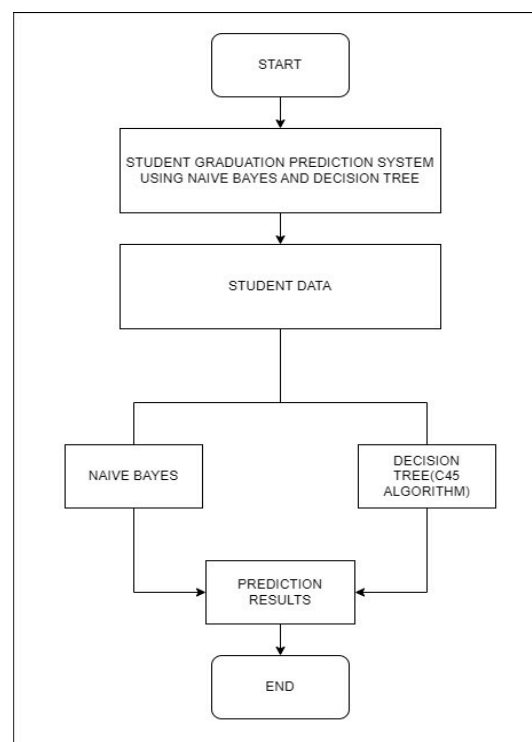 START
STUDENT GRADUATION PREDICTION SYSTEM
USING NAIVE BAYES AND DECISION TREE
STUDENT DATA
NAIVE BAYES
DECISION
TREE(C45
ALGORITHM)
PREDICTION
RESULTS
END